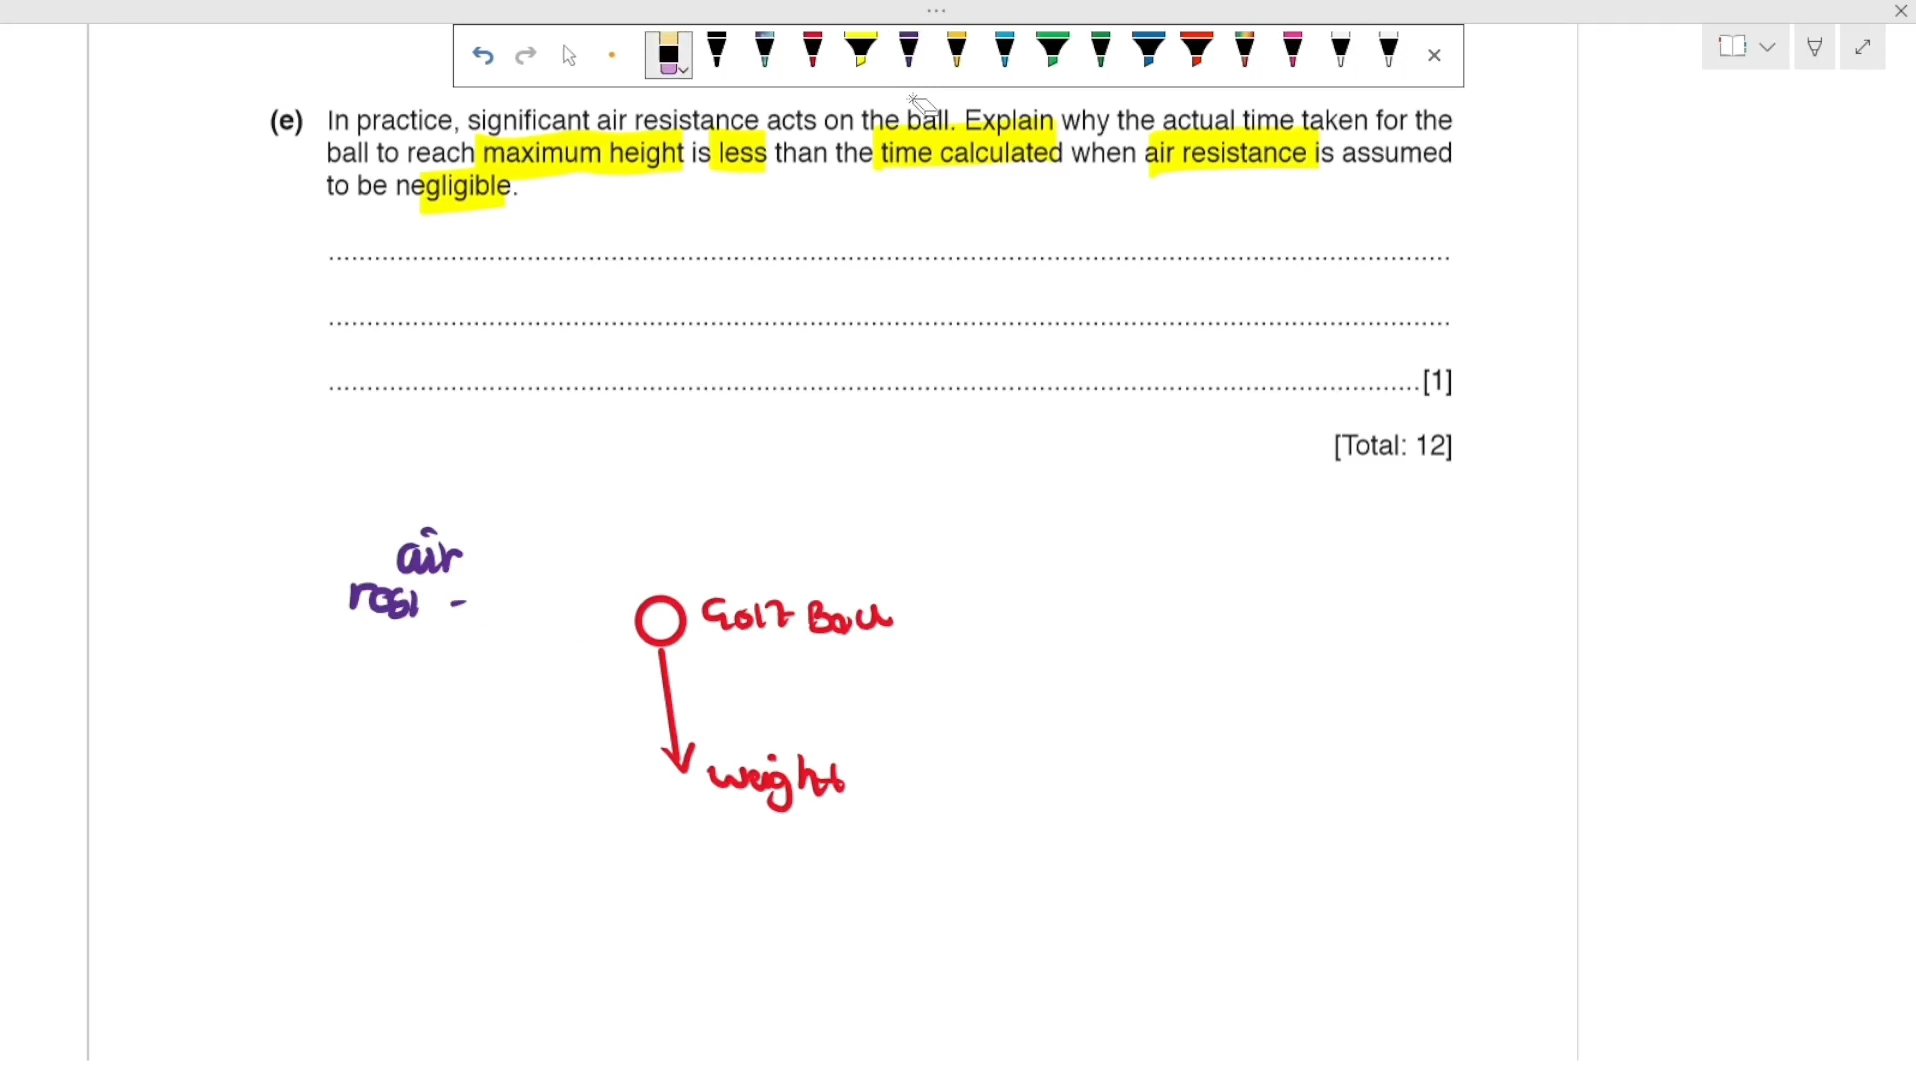 (e) In practice, significant air resistance acts on the ball. Explain why the actual time taken for the
ball to reach maximum height is less than the time calculated when air resistance is assumed
to be negligible.
[1]
[Total: 12]
air
resi -
Golf Ball
weight